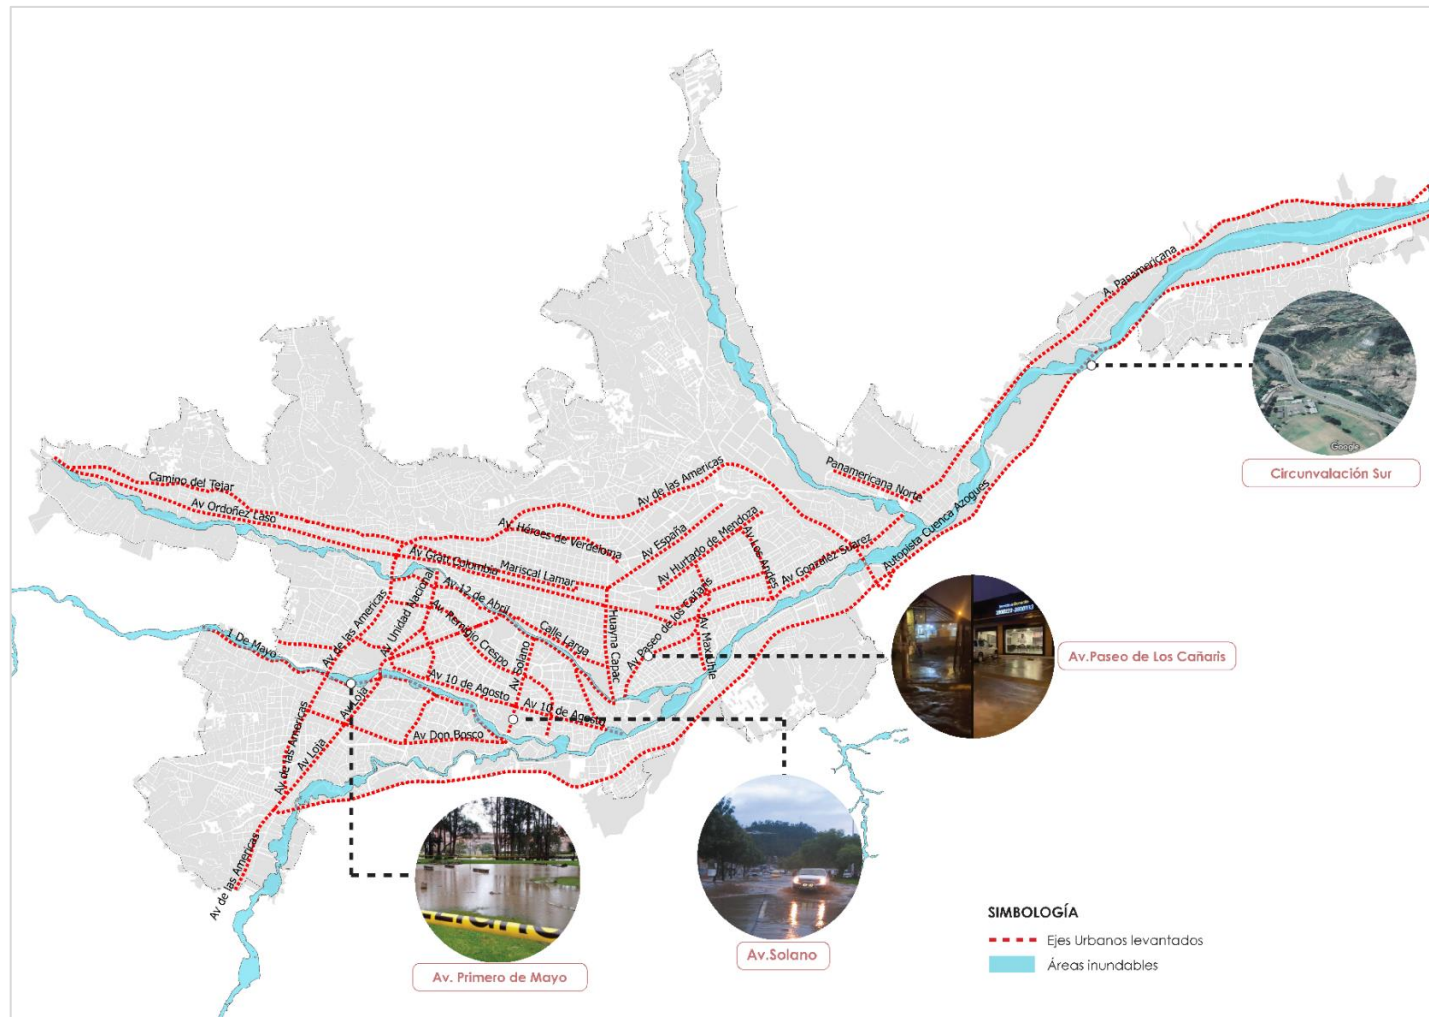 A. Panamericana
Google
Circunvalación Sur
Camino del Tejar
Av Ordoñez Laso
Av de las Americas
Panamericana Norte
Av. Héroes de Verdeloma
Av España
Av Hurtado de Mendoza
Av Los Andes
Av Gonzalez Suarez
Autopista Cuenca Azogues
Av Gran Colombia
Mariscal Lamar
Av Unidad Nacional
Av 12 de Abril
Av. Remigio Crespo
Calle Larga
Huayna Capac
Av Paseo de los Cañaris
Av Max Uhle
1 De Mayo
Av de las Americas
Av Solano
Av 10 de Agosto
Av 10 de Agosto
Av Loja
Av Don Bosco
Av de las Americas
Av Loja
Av de las Americas
Av.Paseo de Los Cañaris
Av. Primero de Mayo
Av.Solano
SIMBOLOGÍA
Ejes Urbanos levantados
Áreas inundables